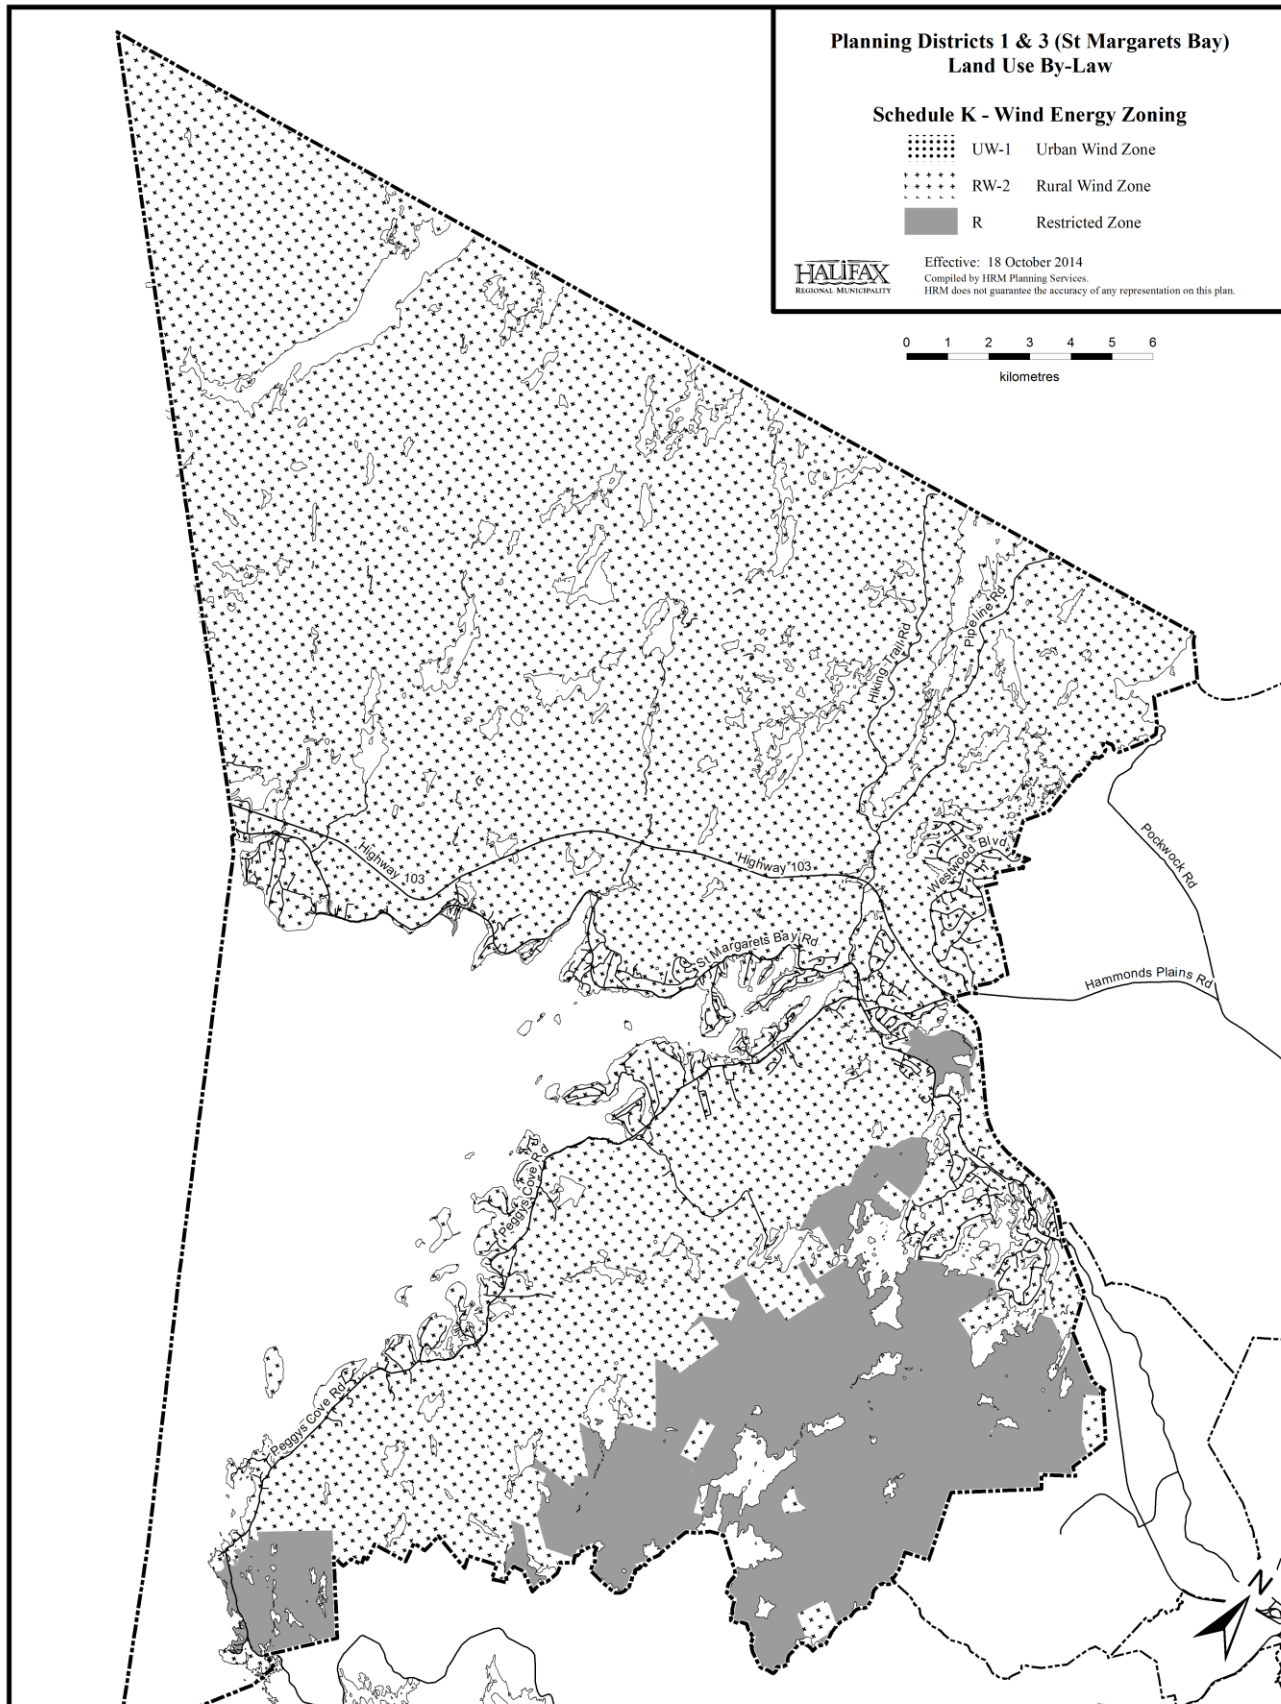 Planning Districts 1 & 3 (St Margarets Bay)
Land Use By-Law
Schedule K - Wind Energy Zoning
UW-1 Urban Wind Zone
RW-2 Rural Wind Zone
R Restricted Zone
HALIFAX
REGIONAL MUNICIPALITY
Effective: 18 October 2014
Compiled by HRM Planning Services.
HRM does not guarantee the accuracy of any representation on this plan.
0 1 2 3 4 5 6
kilometres
Hiking Trail Rd
Pipeline Rd
Highway 103
Highway 103
Westwood Blvd
Pockwock Rd
St Margarets Bay Rd
Hammonds Plains Rd
Peggys Cove Rd
Peggys Cove Rd
N